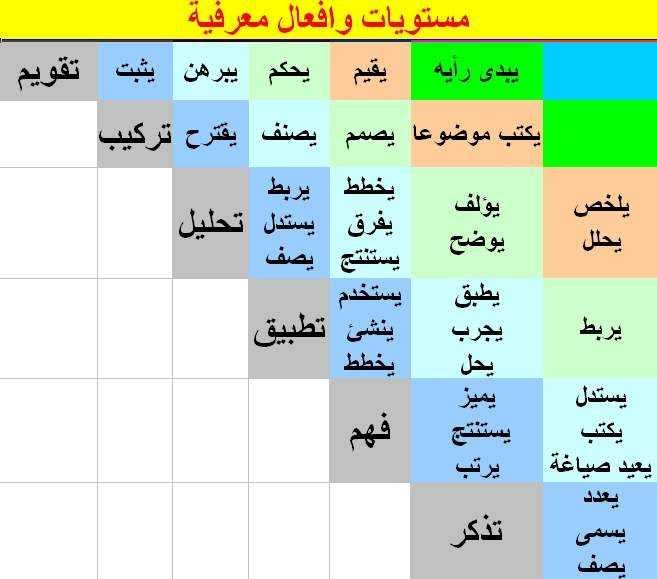 مستويات وافعال معرفية
يبدى رأيه
يقيم
يحكم
يبرهن
يثبت
تقويم
يكتب موضوعا
يصمم
يصنف
يقترح
تركيب
يلخص
يحلل
يؤلف
يوضح
يخطط
يفرق
يستنتج
يربط
يستدل
يصف
تحليل
يربط
يطبق
يجرب
يحل
يستخدم
ينشئ
يخطط
تطبيق
يستدل
يكتب
يعيد صياغة
يميز
يستنتج
يرتب
فهم
يعدد
يسمى
يصف
تذكر